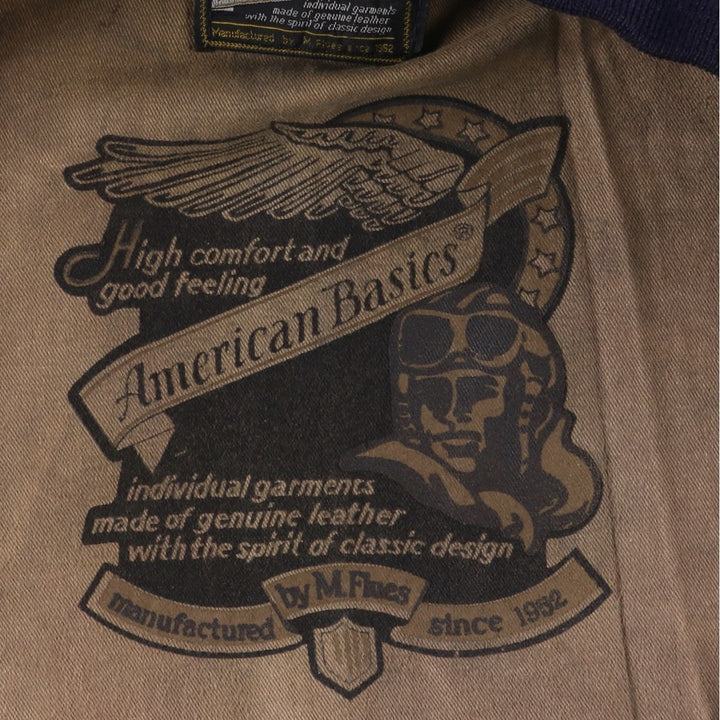 individual garments
made of genuine leather
with the spirit of classic design
Manufactured by M. Flues since 1952
High comfort and
good feeling
American Basics®
individual garments
made of genuine leather
with the spirit of classic design
by M. Flues
manufactured
since 1952